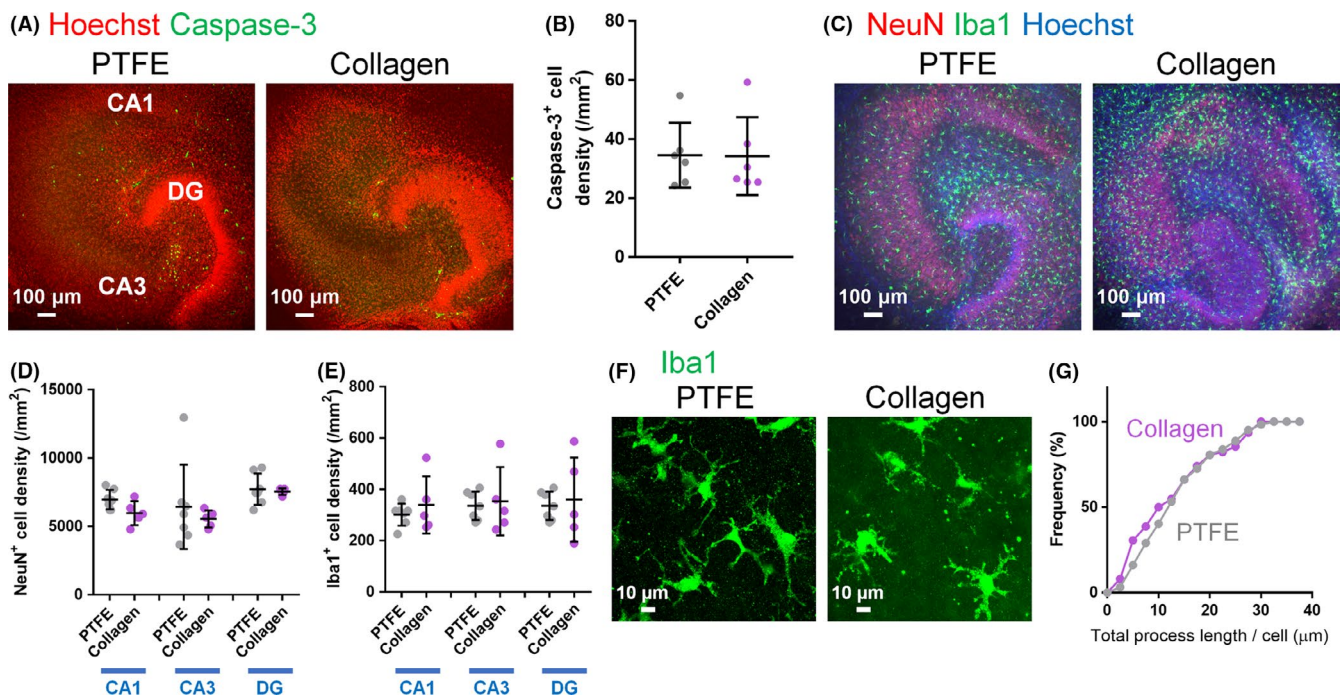 (A) Hoechst Caspase-3
PTFE Collagen
CA1
DG
CA3
100 µm
100 µm
(B)
Caspase-3+ cell
density (/mm2)
80
60
40
20
0
PTFE
Collagen
(C) NeuN Iba1 Hoechst
PTFE Collagen
100 µm
100 µm
(D)
NeuN+ cell density (/mm2)
15000
10000
5000
0
PTFE
Collagen
PTFE
Collagen
PTFE
Collagen
CA1 CA3 DG
(E)
Iba1+ cell density (/mm2)
800
600
400
200
0
PTFE
Collagen
PTFE
Collagen
PTFE
Collagen
CA1 CA3 DG
(F) Iba1
PTFE Collagen
10 µm
10 µm
(G)
Frequency (%)
100
50
0
Collagen
PTFE
0 10 20 30 40
Total process length / cell (µm)